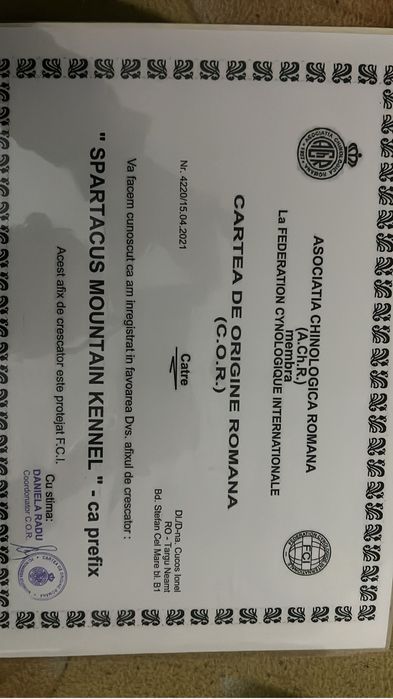 ASOCIATIA CHINOLOGICA ROMANA
(A.Ch.R.)
membra
La FEDERATION CYNOLOGIQUE INTERNATIONALE
CARTEA DE ORIGINE ROMANA
(C.O.R.)
Nr. 4220/15.04.2021
Catre
Dl./Dna. Cucos Ionel
RO - Targu Neamt
Bd. Stefan Cel Mare bl. B1
Va facem cunoscut ca am inregistrat in favoarea Dvs. afixul de crescator :
" SPARTACUS MOUNTAIN KENNEL " - ca prefix
Acest afix de crescator este protejat F.C.I.
Cu stima:
DANIELA RADU
Coordonator C.O.R.